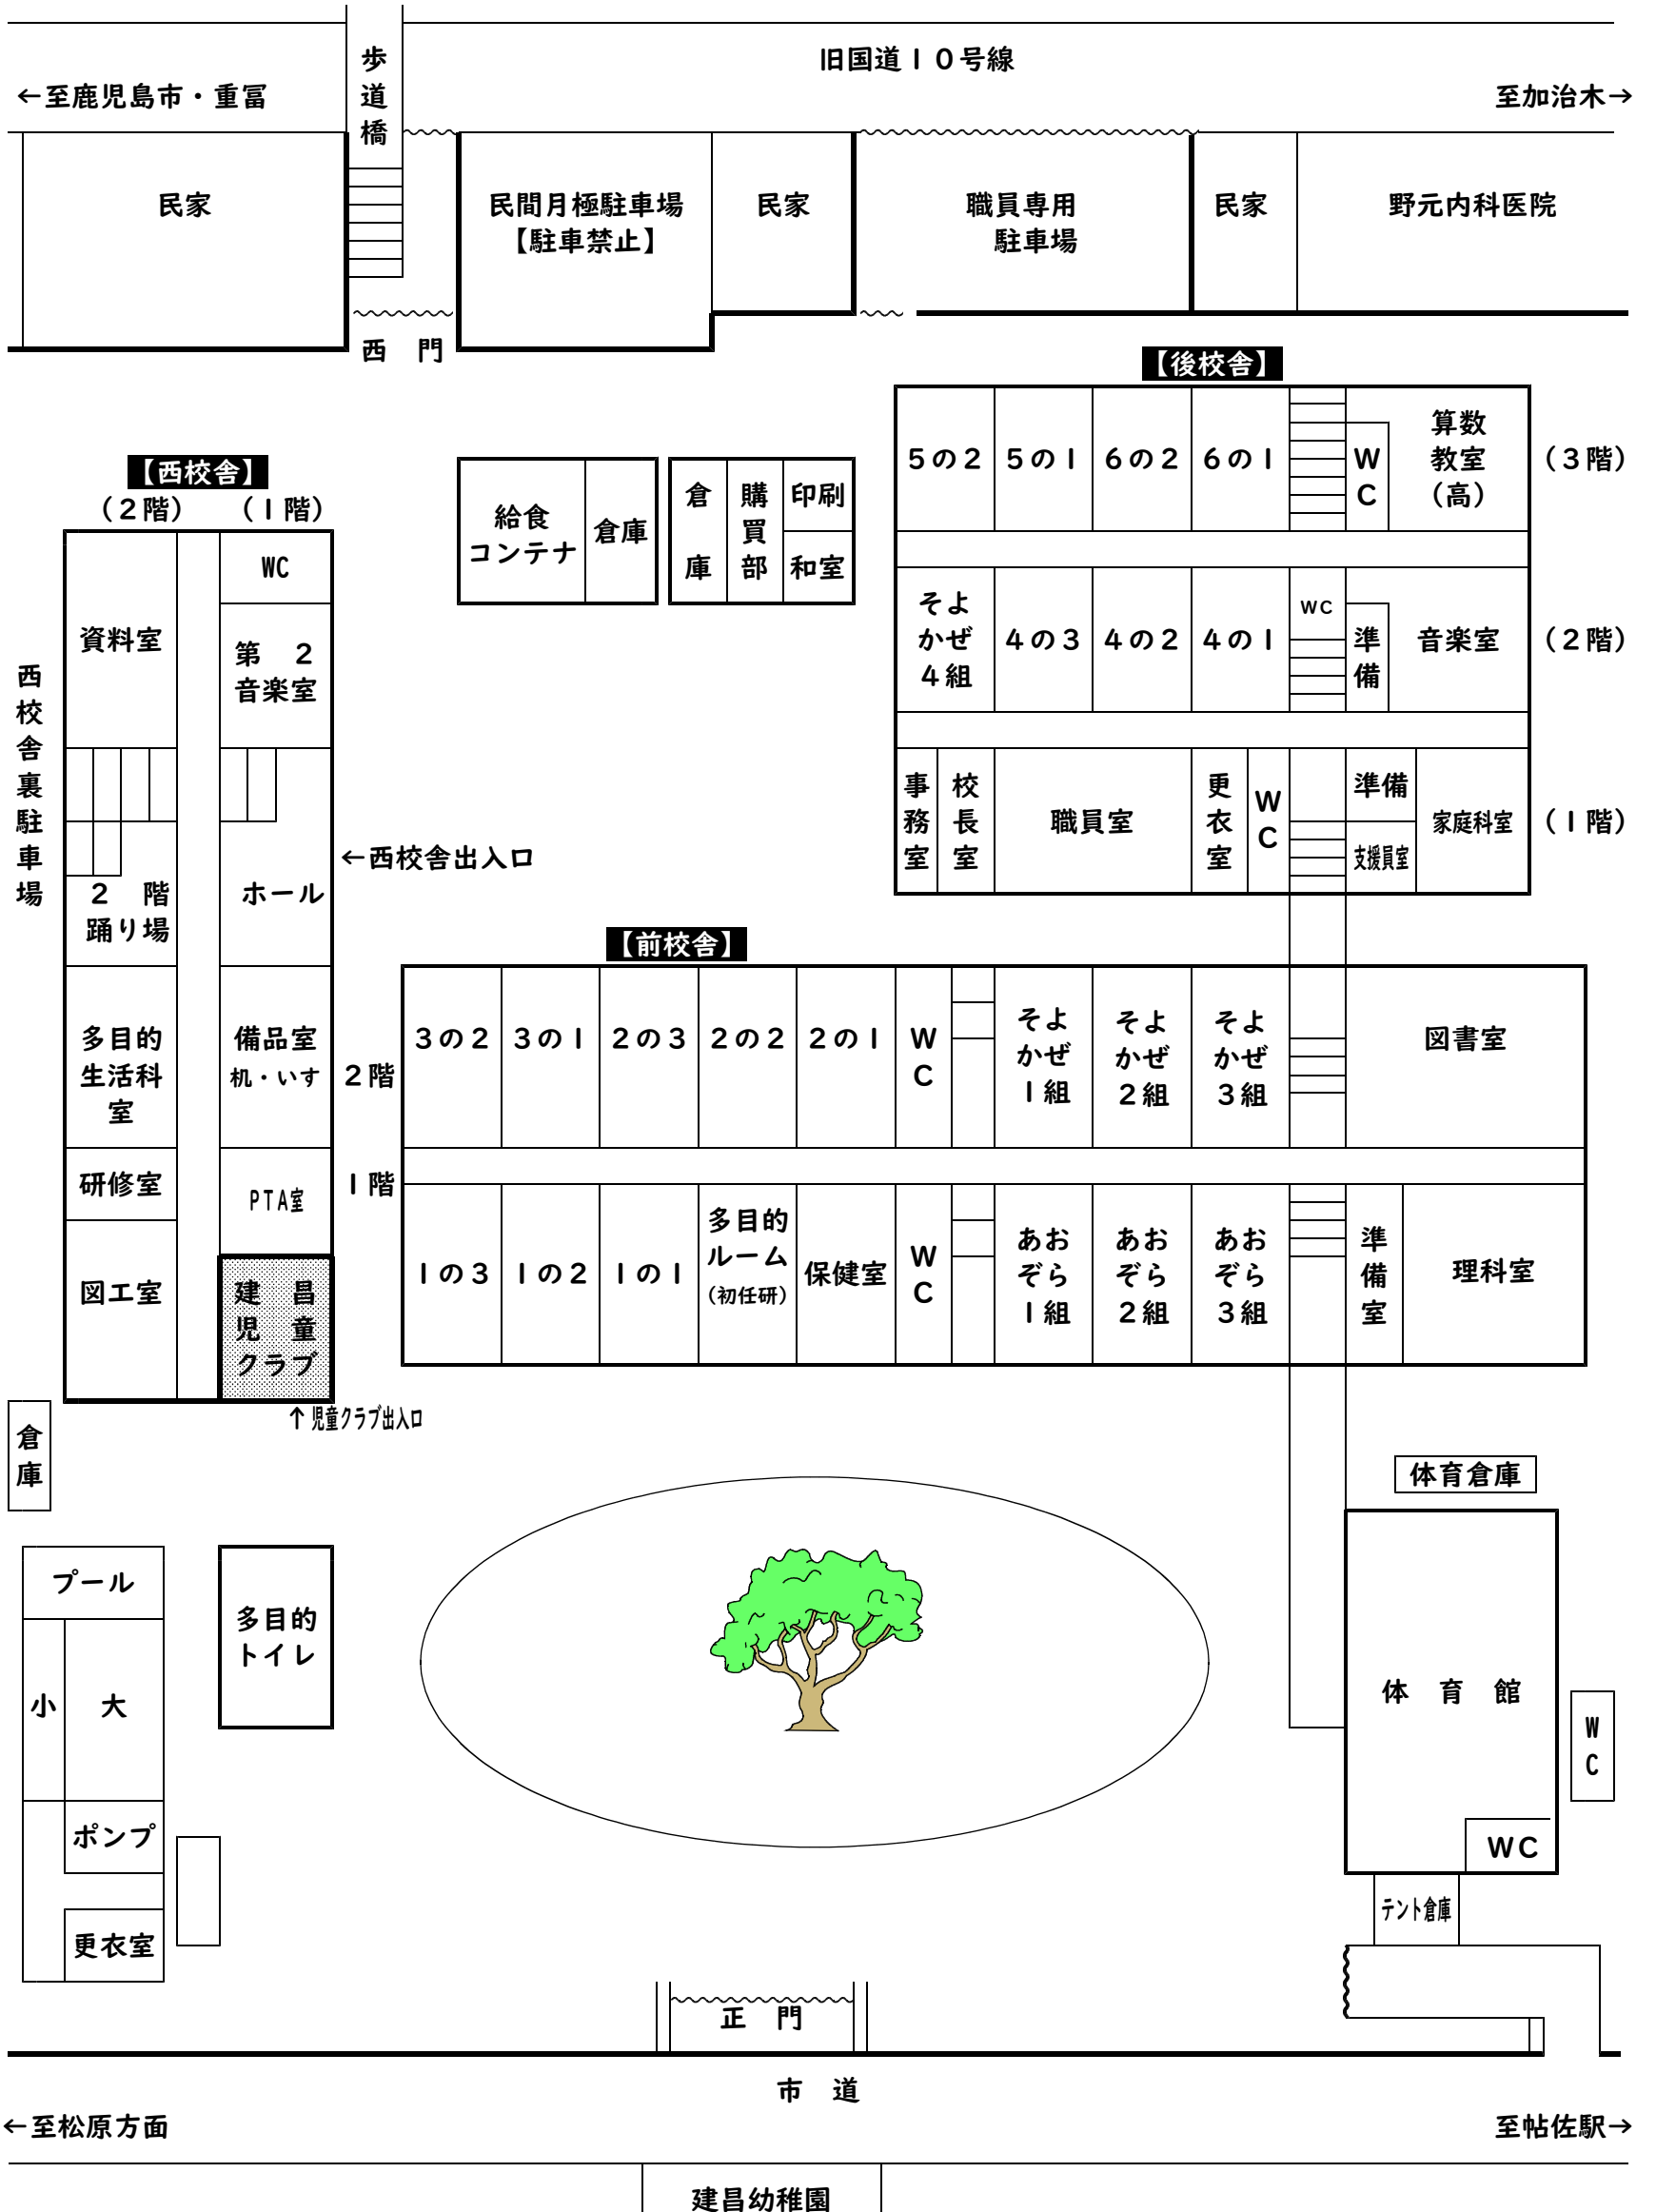 歩道橋
旧国道10号線
←至鹿児島市・重冨
至加治木→
民家
民間月極駐車場
【駐車禁止】
民家
職員専用
駐車場
民家
野元内科医院
西　門
【後校舎】
5の2
5の1
6の2
6の1
WC
算数
教室
（高）
（3階）
そよ
かぜ
4組
4の3
4の2
4の1
WC
準備
音楽室
（2階）
事務室
校長室
職員室
更衣室
WC
準備
支援員室
家庭科室
（1階）
給食
コンテナ
倉庫
倉庫
購買部
印刷
和室
【西校舎】
（2階）
（1階）
西校舎裏駐車場
資料室
WC
第　2
音楽室
2　階
踊り場
ホール
←西校舎出入口
多目的
生活科
室
備品室
机・いす
研修室
PTA室
図工室
建　昌
児　童
クラブ
↑児童クラブ出入口
【前校舎】
2階
3の2
3の1
2の3
2の2
2の1
WC
そよ
かぜ
1組
そよ
かぜ
2組
そよ
かぜ
3組
図書室
1階
1の3
1の2
1の1
多目的
ルーム
（初任研）
保健室
WC
あお
ぞら
1組
あお
ぞら
2組
あお
ぞら
3組
準備室
理科室
倉庫
プール
小
大
ポンプ
更衣室
多目的
トイレ
体育倉庫
体　育　館
WC
WC
テント倉庫
正　門
市　道
←至松原方面
至帖佐駅→
建昌幼稚園